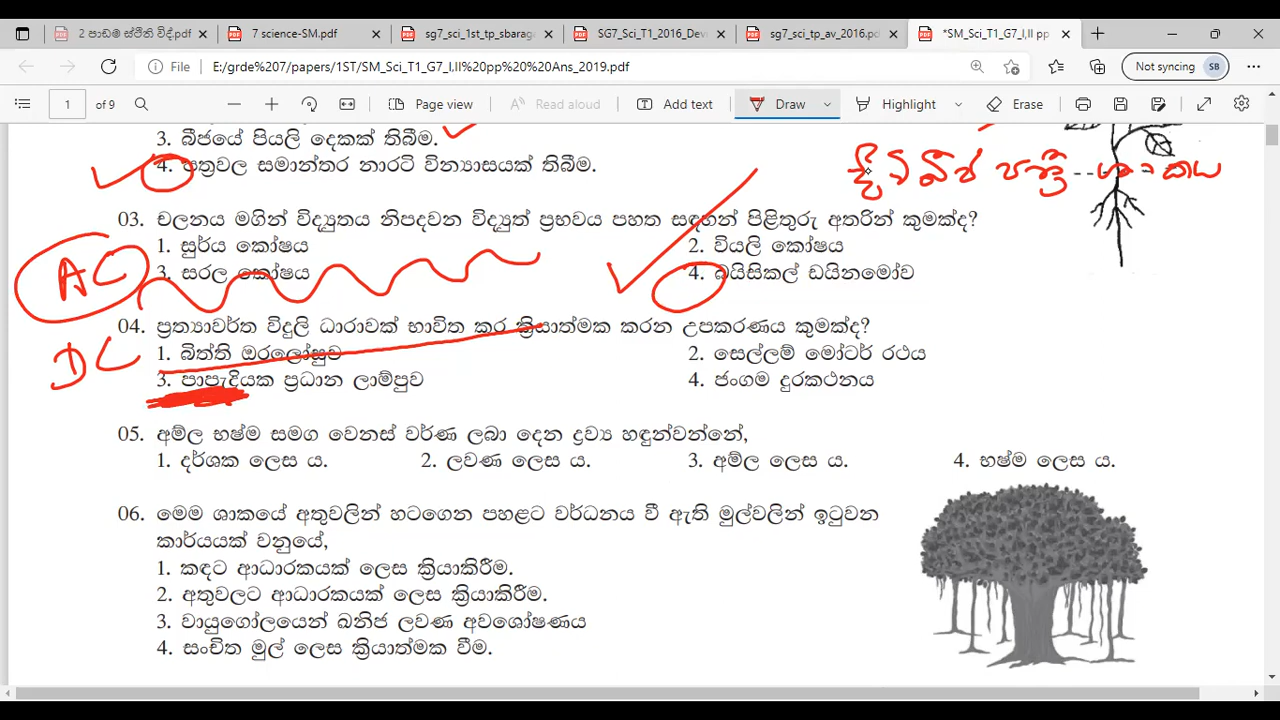 2 පාඩම ස්ථිති විද්.pdf
7 science-SM.pdf
sg7_sci_1st_tp_sbaraga
SG7_Sci_T1_2016_Dev
sg7_sci_tp_av_2016.pd
*SM_Sci_T1_G7_I,II pp
File E:/grde%207/papers/1ST/SM_Sci_T1_G7_I,II%20pp%20%20Ans_2019.pdf
Not syncing SB
1 of 9
Page view
Read aloud
Add text
Draw
Highlight
Erase
3. බීජයේ පියලි දෙකක් තිබීම.
4. පත්‍රවල සමාන්තර නාරටි වින්‍යාසයක් තිබීම.
ද්වි බීජ පත්‍රී ශාකය
03. චලනය මගින් විද්‍යුතය නිපදවන විද්‍යුත් ප්‍රභවය පහත සඳහන් පිළිතුරු අතරින් කුමක්ද?
1. සූර්ය කෝෂය
2. වියලි කෝෂය
AC
3. සරල කෝෂය
4. බයිසිකල් ඩයිනමෝව
04. ප්‍රත්‍යාවර්ත විදුලි ධාරාවක් භාවිත කර ක්‍රියාත්මක කරන උපකරණය කුමක්ද?
DC
1. බිත්ති ඔරලෝසුව
2. සෙල්ලම් මෝටර් රථය
3. පාපැදියක ප්‍රධාන ලාම්පුව
4. ජංගම දුරකථනය
05. අම්ල භෂ්ම සමග වෙනස් වර්ණ ලබා දෙන ද්‍රව්‍ය හඳුන්වන්නේ,
1. දර්ශක ලෙස ය.
2. ලවණ ලෙස ය.
3. අම්ල ලෙස ය.
4. භෂ්ම ලෙස ය.
06. මෙම ශාකයේ අතුවලින් හටගෙන පහළට වර්ධනය වී ඇති මුල්වලින් ඉටුවන
කාර්යයක් වනුයේ,
1. කඳට ආධාරකයක් ලෙස ක්‍රියාකිරීම.
2. අතුවලට ආධාරකයක් ලෙස ක්‍රියාකිරීම.
3. වායුගෝලයෙන් ඛනිජ ලවණ අවශෝෂණය
4. සංචිත මුල් ලෙස ක්‍රියාත්මක වීම.